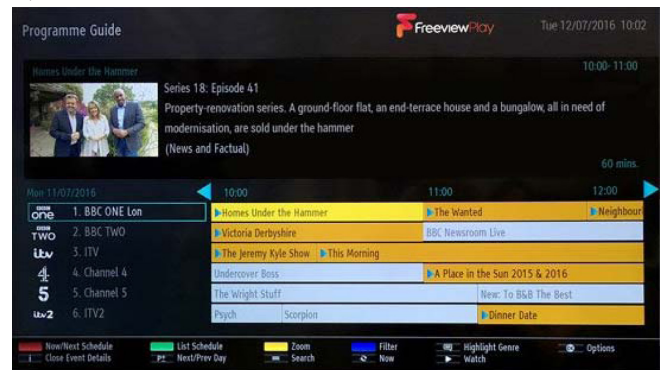 Programme Guide
FreeviewPlay
Tue 12/07/2016 10:02
Homes Under the Hammer
10:00- 11:00
Series 18: Episode 41
Property-renovation series. A ground-floor flat, an end-terrace house and a bungalow, all in need of
modernisation, are sold under the hammer
(News and Factual)
60 mins.
Mon 11/07/2016 10:00 11:00 12:00
BBC one 1. BBC ONE Lon Homes Under the Hammer The Wanted Neighbour
BBC TWO 2. BBC TWO Victoria Derbyshire BBC Newsroom Live
itv 3. ITV The Jeremy Kyle Show This Morning
4 4. Channel 4 Undercover Boss A Place in the Sun 2015 & 2016
5 5. Channel 5 The Wright Stuff New: To B&B The Best
itv2 6. ITV2 Psych Scorpion Dinner Date
Now/Next Schedule List Schedule Zoom Filter Highlight Genre Options
i Close Event Details P± Next/Prev Day Search Now Watch